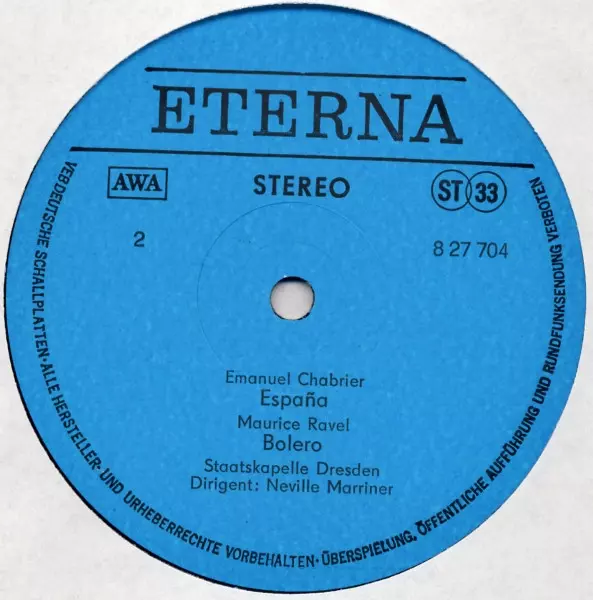 ETERNA
AWA
STEREO
ST 33
2
8 27 704
Emanuel Chabrier
España
Maurice Ravel
Bolero
Staatskapelle Dresden
Dirigent: Neville Marriner
VEB DEUTSCHE SCHALLPLATTEN · ALLE HERSTELLER- UND URHEBERRECHTE VORBEHALTEN · ÜBERSPIELUNG, ÖFFENTLICHE AUFFÜHRUNG UND RUNDFUNKSENDUNG VERBOTEN